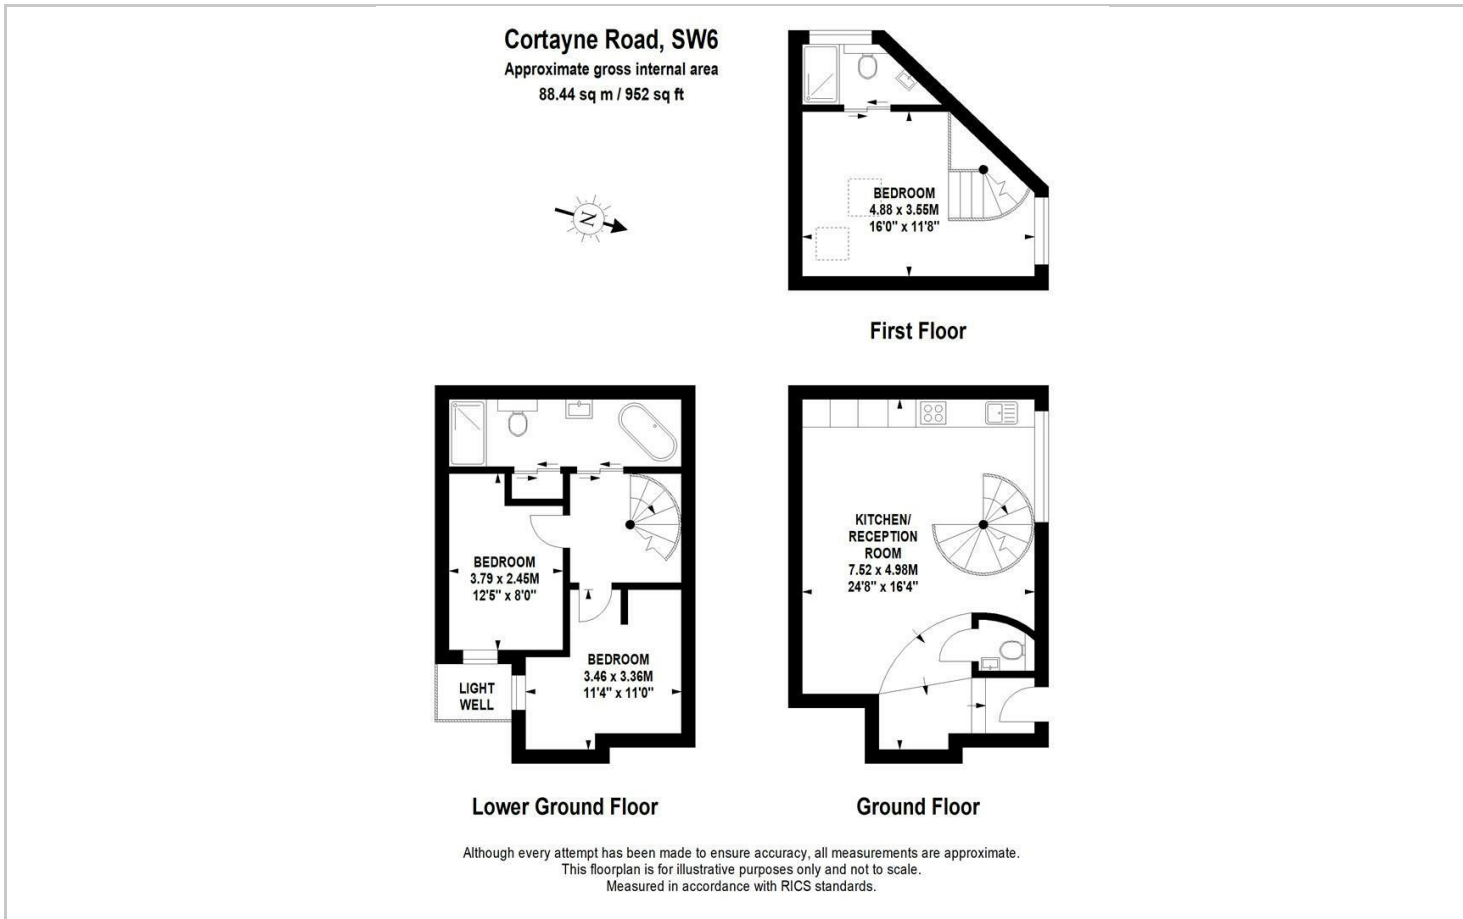 Cortayne Road, SW6
Approximate gross internal area
88.44 sq m / 952 sq ft
N
BEDROOM
4.88 x 3.55M
16'0" x 11'8"
First Floor
BEDROOM
3.79 x 2.45M
12'5" x 8'0"
BEDROOM
3.46 x 3.36M
11'4" x 11'0"
LIGHT
WELL
Lower Ground Floor
KITCHEN/
RECEPTION
ROOM
7.52 x 4.98M
24'8" x 16'4"
Ground Floor
Although every attempt has been made to ensure accuracy, all measurements are approximate.
This floorplan is for illustrative purposes only and not to scale.
Measured in accordance with RICS standards.